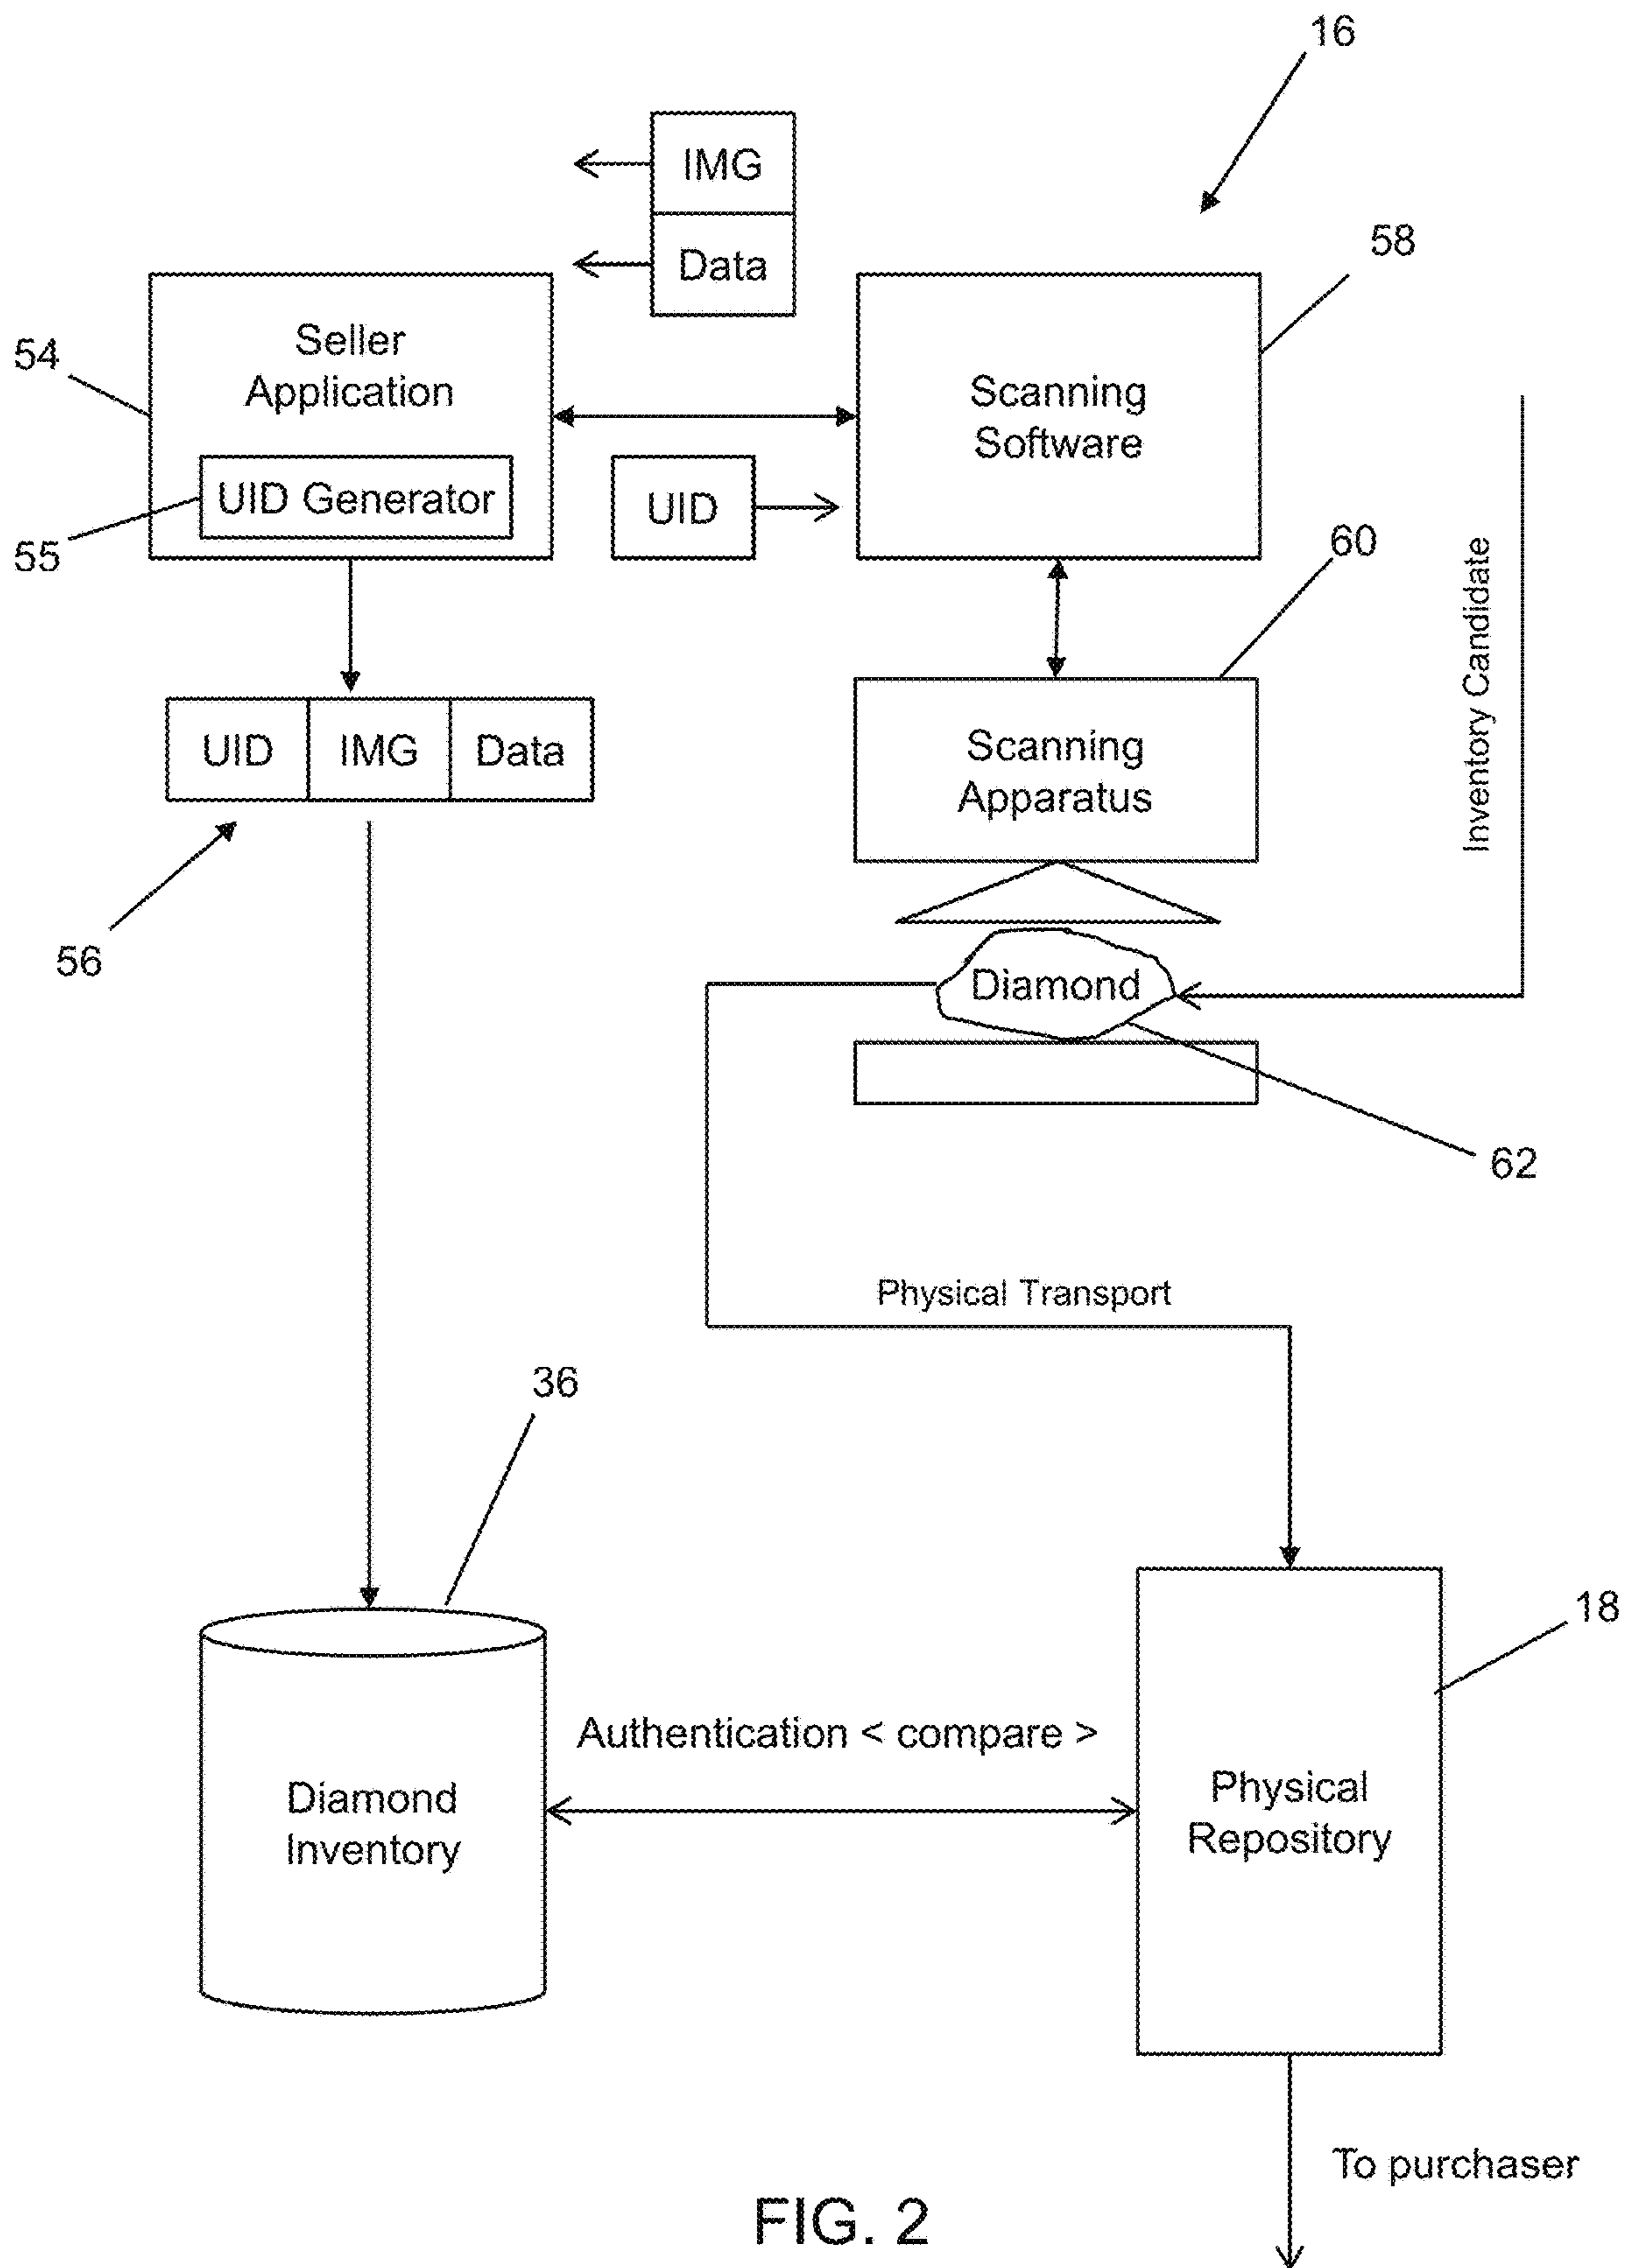 16
IMG
Data
58
54
Seller
Application
UID Generator
55
UID
Scanning
Software
60
Inventory Candidate
UID
IMG
Data
56
Scanning
Apparatus
Diamond
62
Physical Transport
36
18
Authentication < compare >
Diamond
Inventory
Physical
Repository
To purchaser
FIG. 2